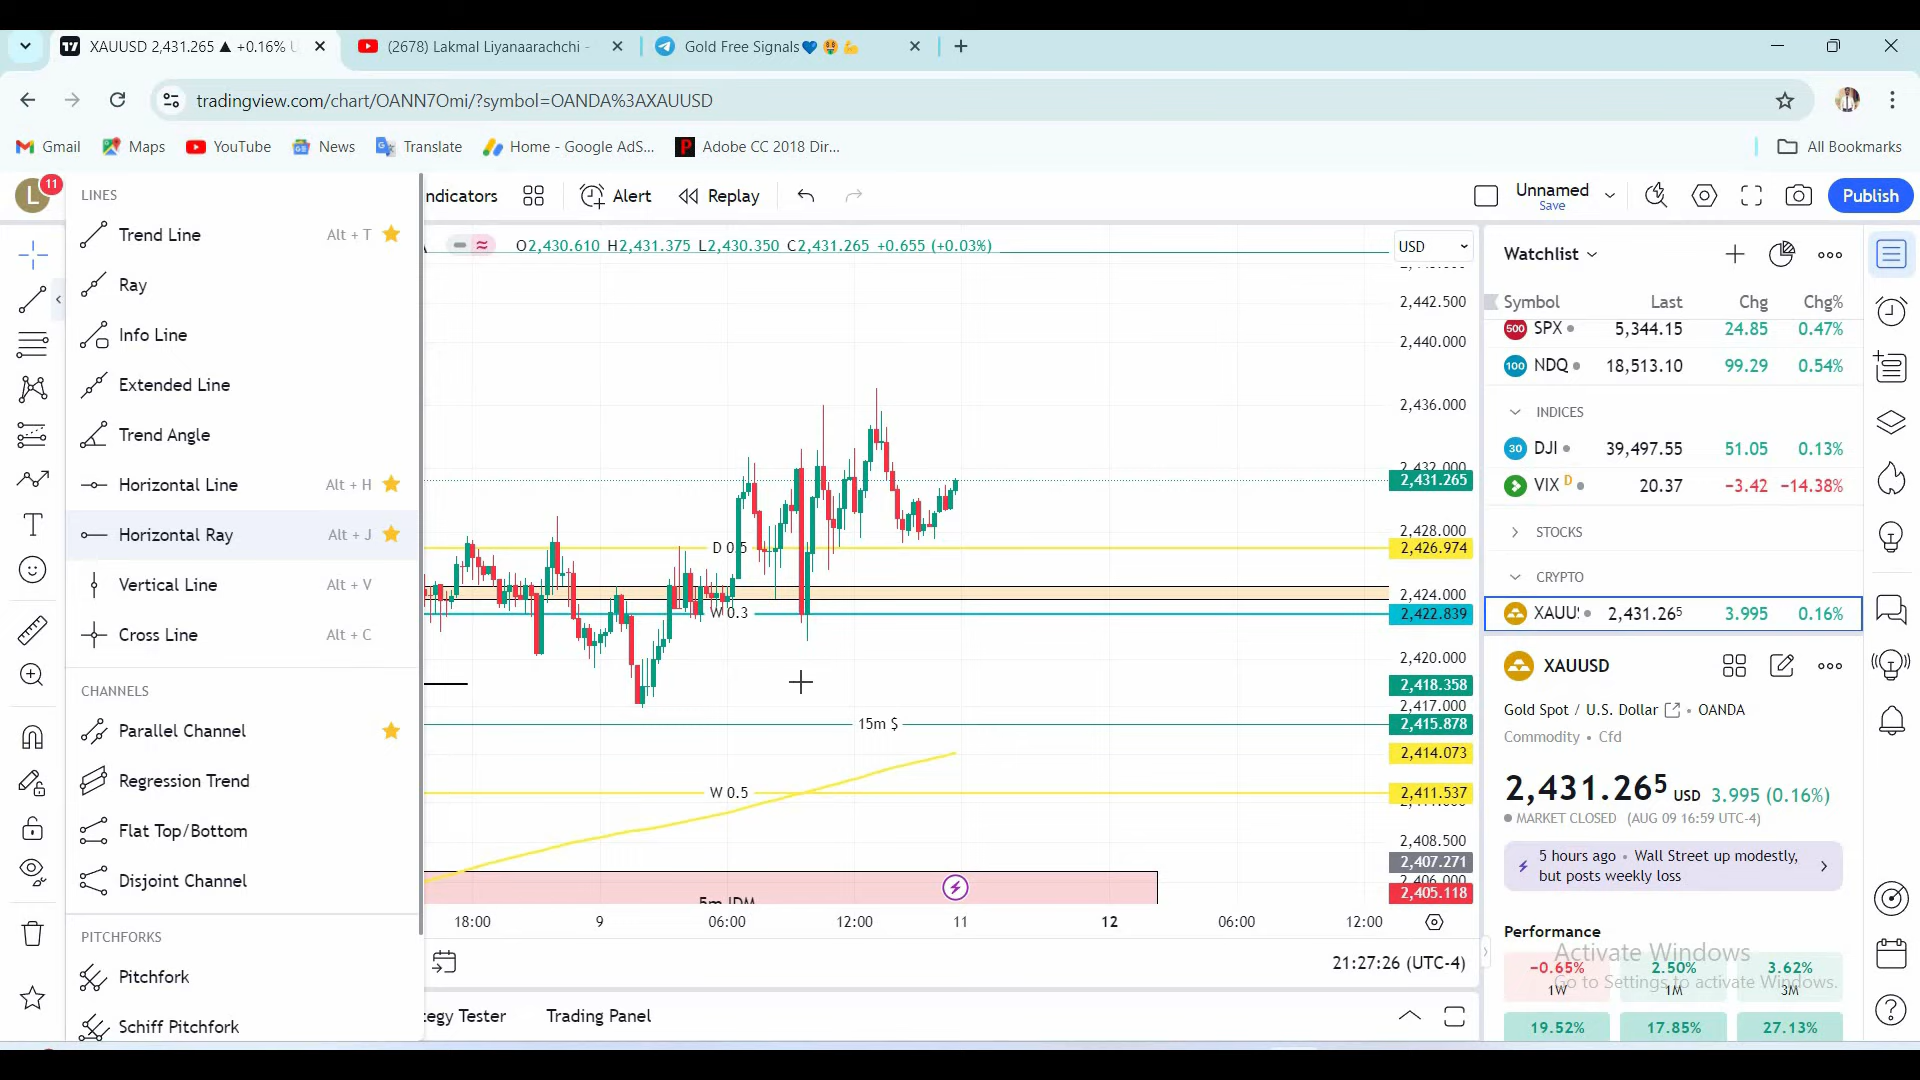 XAUUSD 2,431.265 ▲ +0.16% U
(2678) Lakmal Liyanaarachchi -
Gold Free Signals💙 🤑 💪
tradingview.com/chart/OANN7Omi/?symbol=OANDA%3AXAUUSD
Gmail
Maps
YouTube
News
Translate
Home - Google AdS...
Adobe CC 2018 Dir...
All Bookmarks
L
11
ndicators
Alert
Replay
Unnamed
Save
Publish
LINES
Trend Line Alt + T
Ray
Info Line
Extended Line
Trend Angle
Horizontal Line Alt + H
Horizontal Ray Alt + J
Vertical Line Alt + V
Cross Line Alt + C
CHANNELS
Parallel Channel
Regression Trend
Flat Top/Bottom
Disjoint Channel
PITCHFORKS
Pitchfork
Schiff Pitchfork
O2,430.610 H2,431.375 L2,430.350 C2,431.265 +0.655 (+0.03%)
USD
2,442.500
2,440.000
2,436.000
2,432.000
2,431.265
2,428.000
2,426.974
2,424.000
2,422.839
2,420.000
2,418.358
2,417.000
2,415.878
2,414.073
2,411.537
2,408.500
2,407.271
2,406.000
2,405.118
D 0.5
W 0.3
15m $
W 0.5
5m IDM
18:00
9
06:00
12:00
11
12
06:00
12:00
21:27:26 (UTC-4)
tegy Tester
Trading Panel
Watchlist
Symbol Last Chg Chg%
SPX 5,344.15 24.85 0.47%
NDQ 18,513.10 99.29 0.54%
INDICES
DJI 39,497.55 51.05 0.13%
VIX D 20.37 −3.42 −14.38%
STOCKS
CRYPTO
XAUU 2,431.265 3.995 0.16%
XAUUSD
Gold Spot / U.S. Dollar • OANDA
Commodity • Cfd
2,431.265 USD 3.995 (0.16%)
MARKET CLOSED (AUG 09 16:59 UTC-4)
5 hours ago • Wall Street up modestly,
but posts weekly loss
Performance
Activate Windows
Go to Settings to activate Windows.
−0.65%
1W
2.50%
1M
3.62%
3M
19.52%
17.85%
27.13%